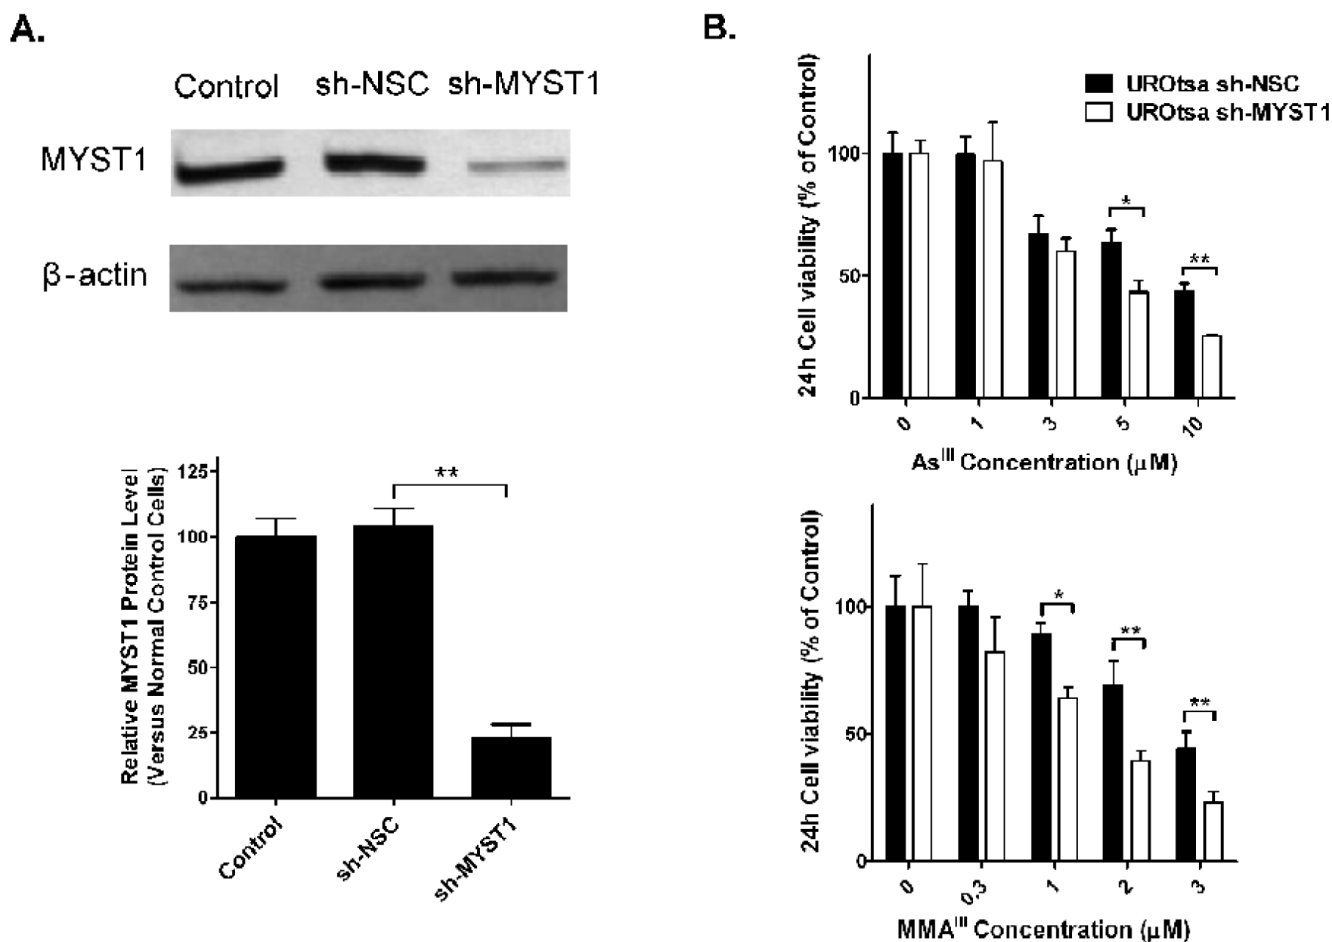 A.
Control sh-NSC sh-MYST1
MYST1
β-actin
Relative MYST1 Protein Level
(Versus Normal Control Cells)
125
100
75
50
25
0
**
Control
sh-NSC
sh-MYST1
B.
24h Cell viability (% of Control)
100
50
0
UROtsa sh-NSC
UROtsa sh-MYST1
*
**
0 1 3 5 10
As^III Concentration (μM)
24h Cell viability (% of Control)
100
50
0
*
**
**
0 0.3 1 2 3
MMA^III Concentration (μM)